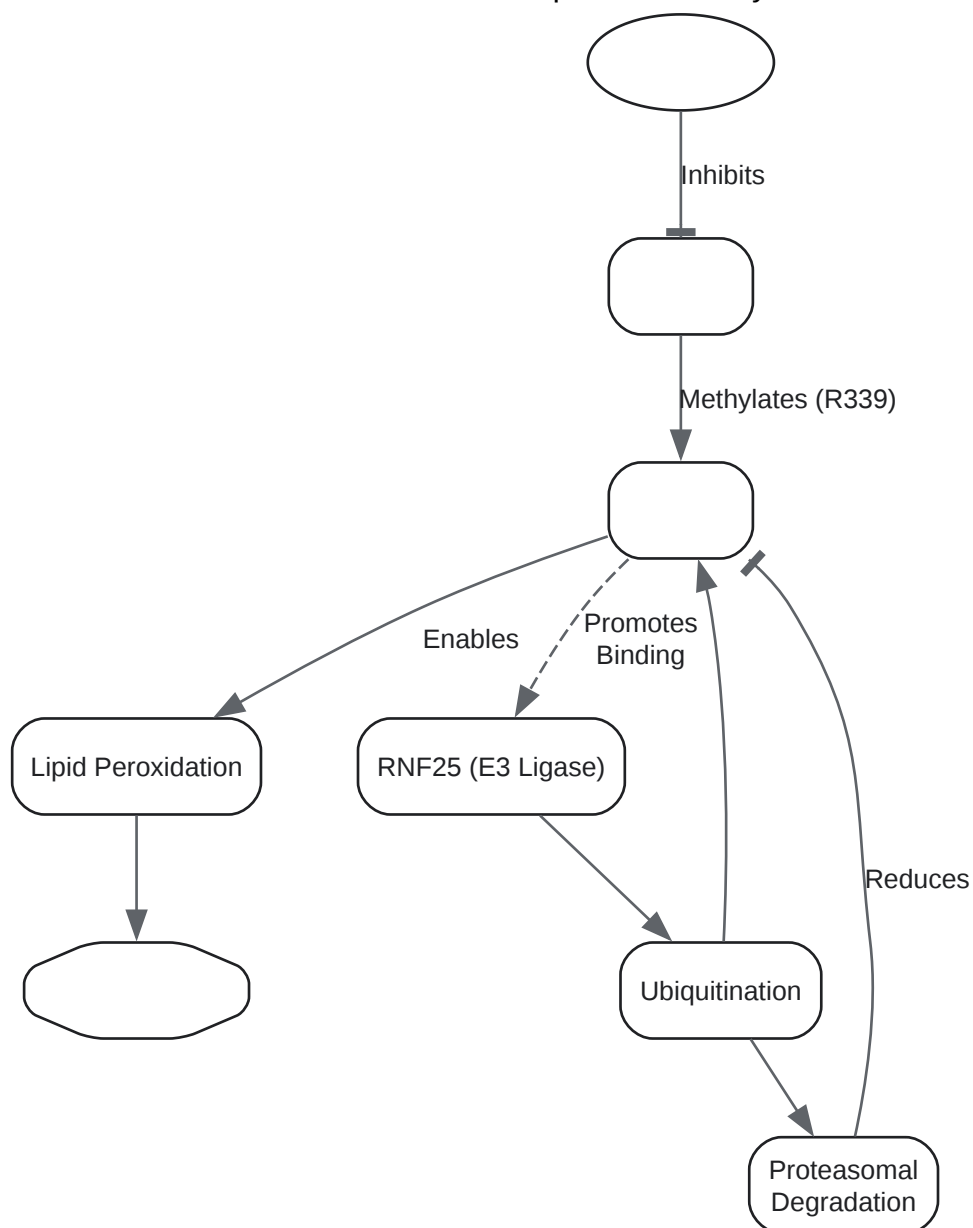 Inhibits
Methylates (R339)
Enables
Promotes
Binding
Lipid Peroxidation
RNF25 (E3 Ligase)
Reduces
Ubiquitination
Proteasomal
Degradation